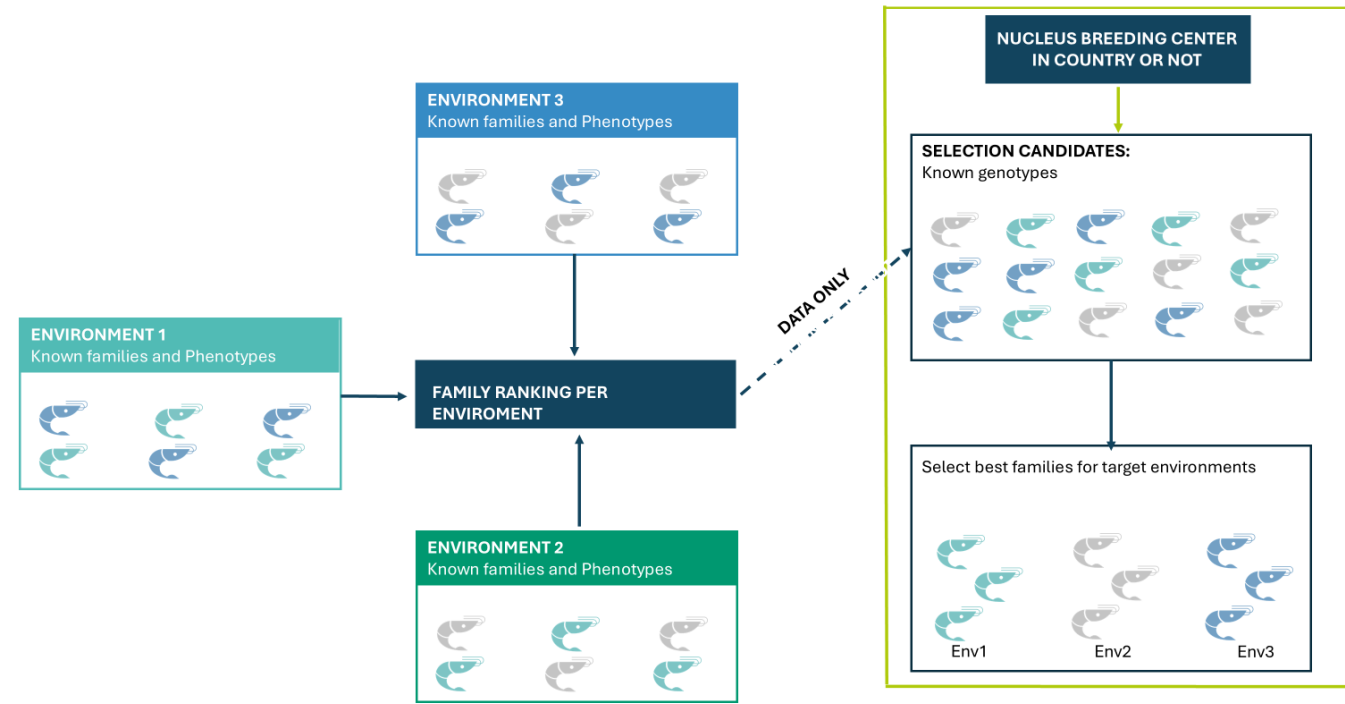 NUCLEUS BREEDING CENTER
IN COUNTRY OR NOT
ENVIRONMENT 3
Known families and Phenotypes
SELECTION CANDIDATES:
Known genotypes
DATA ONLY
ENVIRONMENT 1
Known families and Phenotypes
FAMILY RANKING PER
ENVIROMENT
Select best families for target environments
ENVIRONMENT 2
Known families and Phenotypes
Env1
Env2
Env3